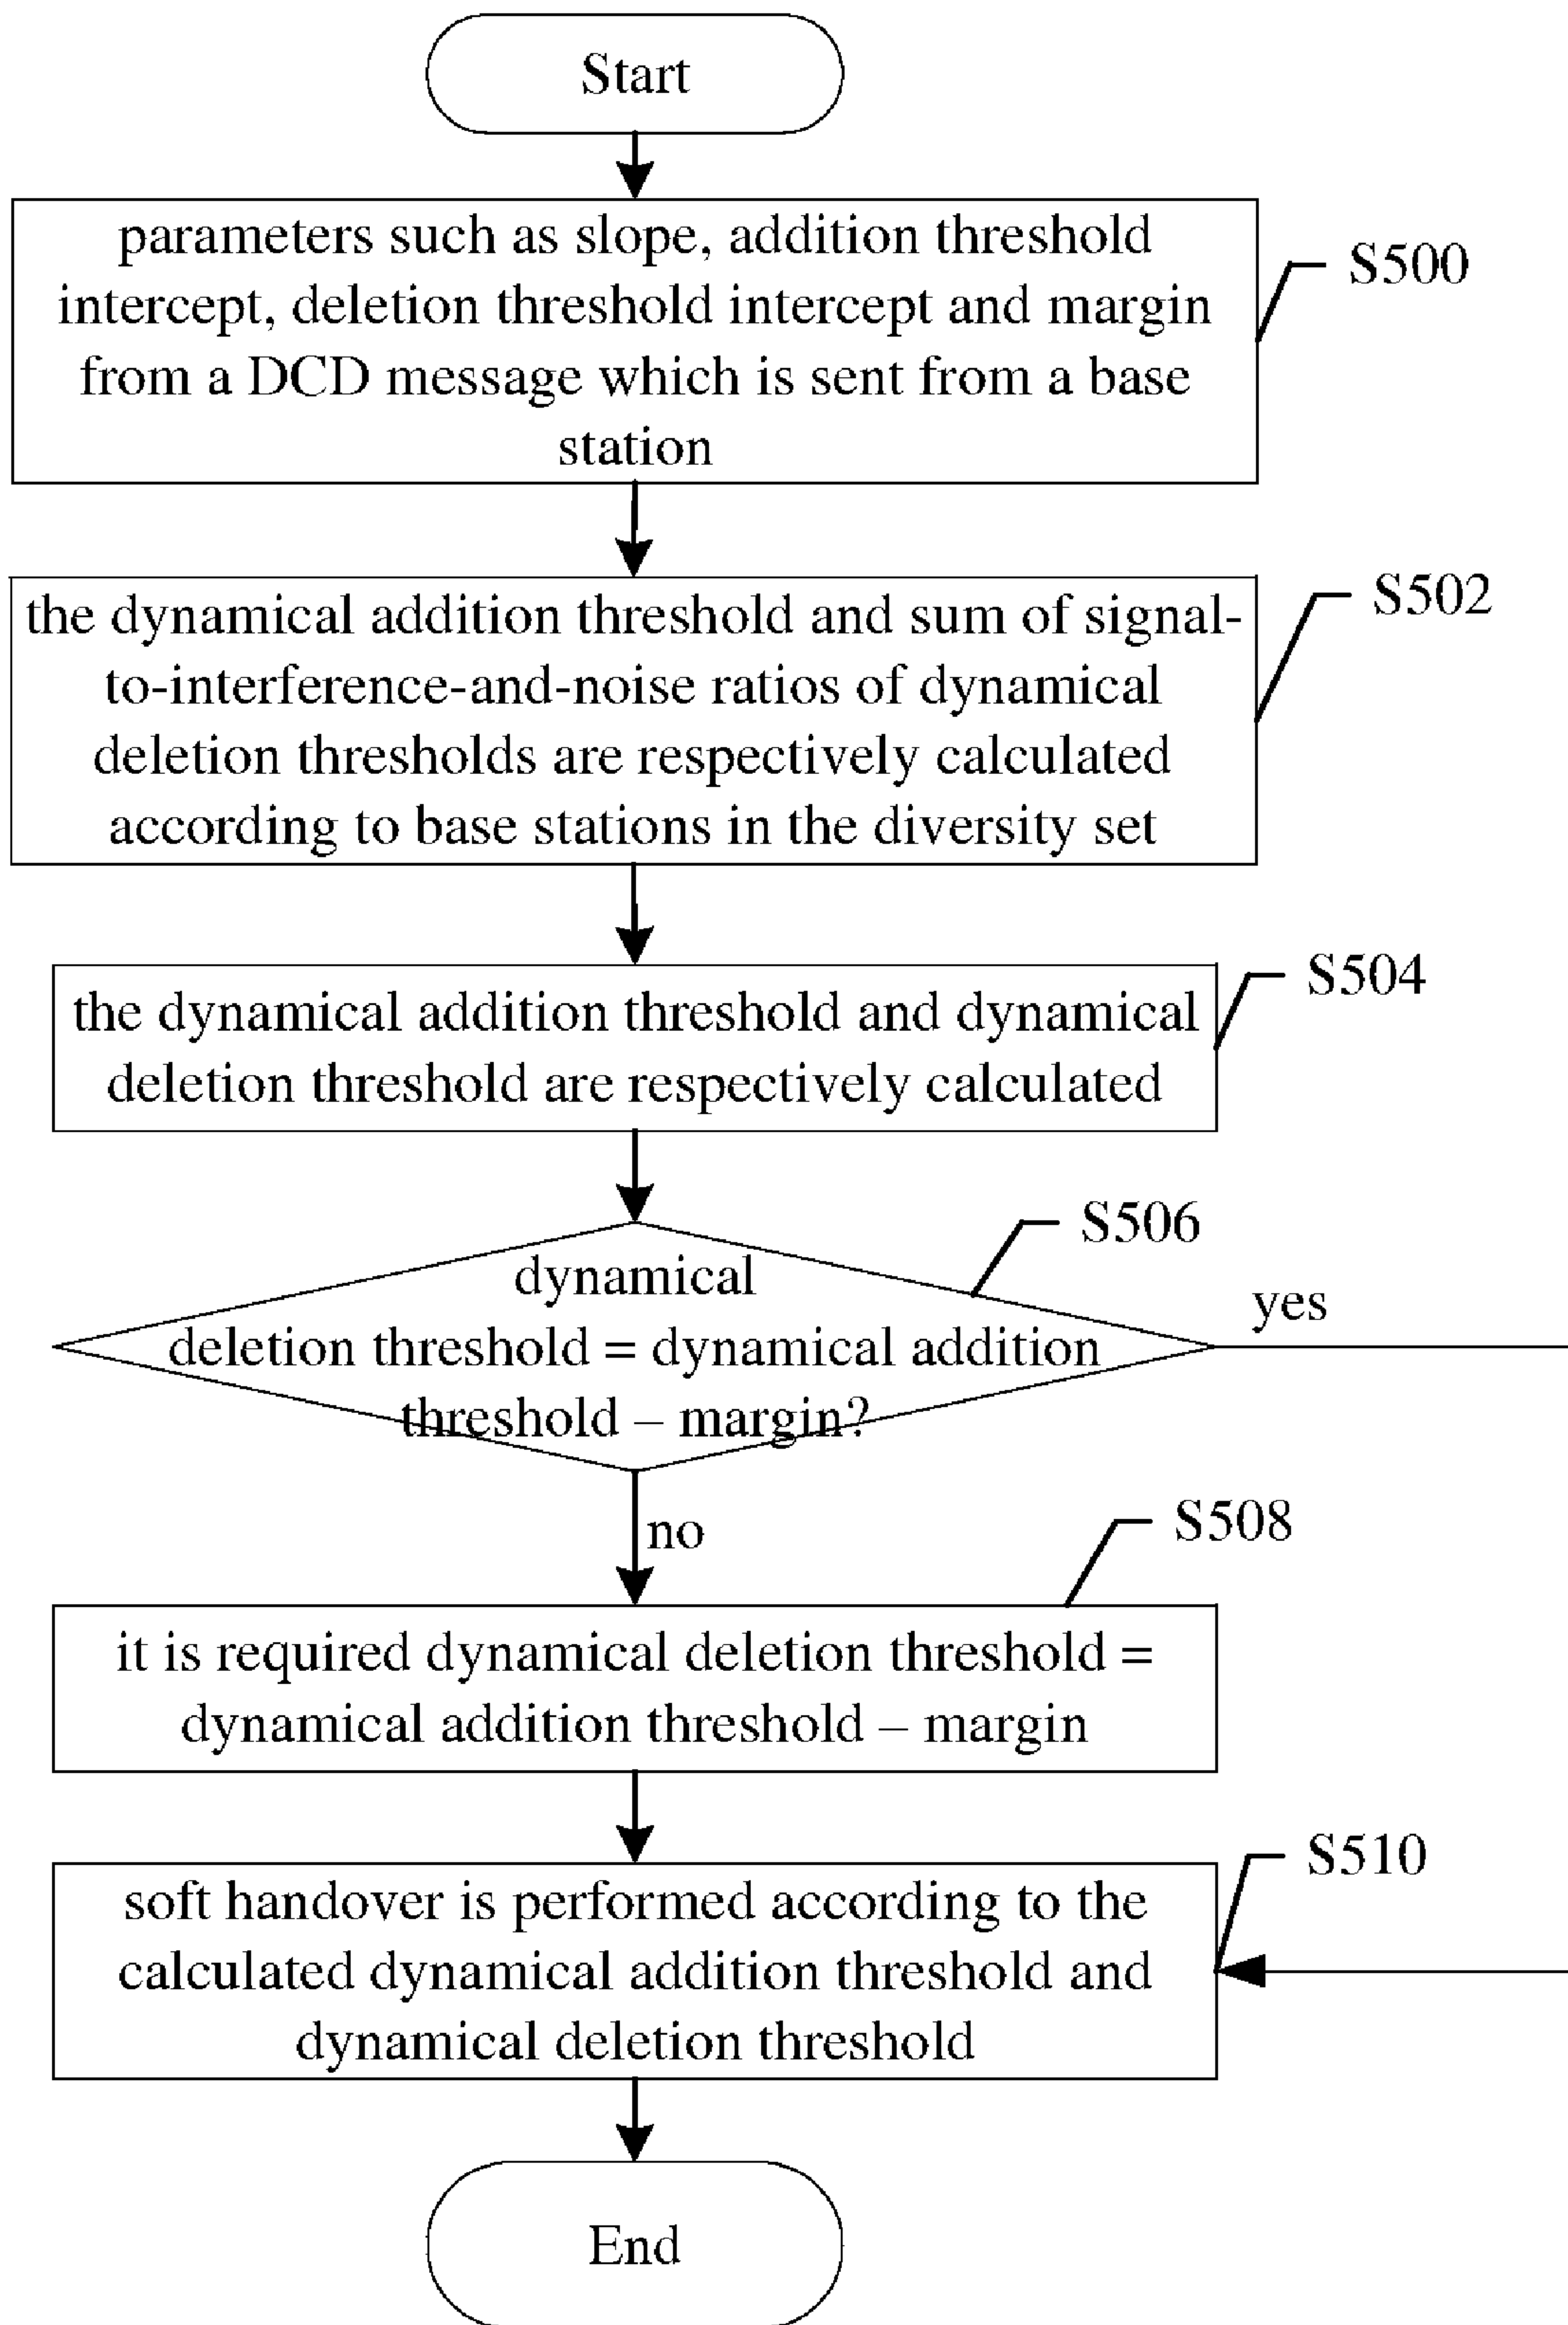 Start
parameters such as slope, addition threshold
intercept, deletion threshold intercept and margin
from a DCD message which is sent from a base
station
S500
the dynamical addition threshold and sum of signal-
to-interference-and-noise ratios of dynamical
deletion thresholds are respectively calculated
according to base stations in the diversity set
S502
the dynamical addition threshold and dynamical
deletion threshold are respectively calculated
S504
dynamical
deletion threshold = dynamical addition
threshold – margin?
S506
yes
no
S508
it is required dynamical deletion threshold =
dynamical addition threshold – margin
soft handover is performed according to the
calculated dynamical addition threshold and
dynamical deletion threshold
S510
End